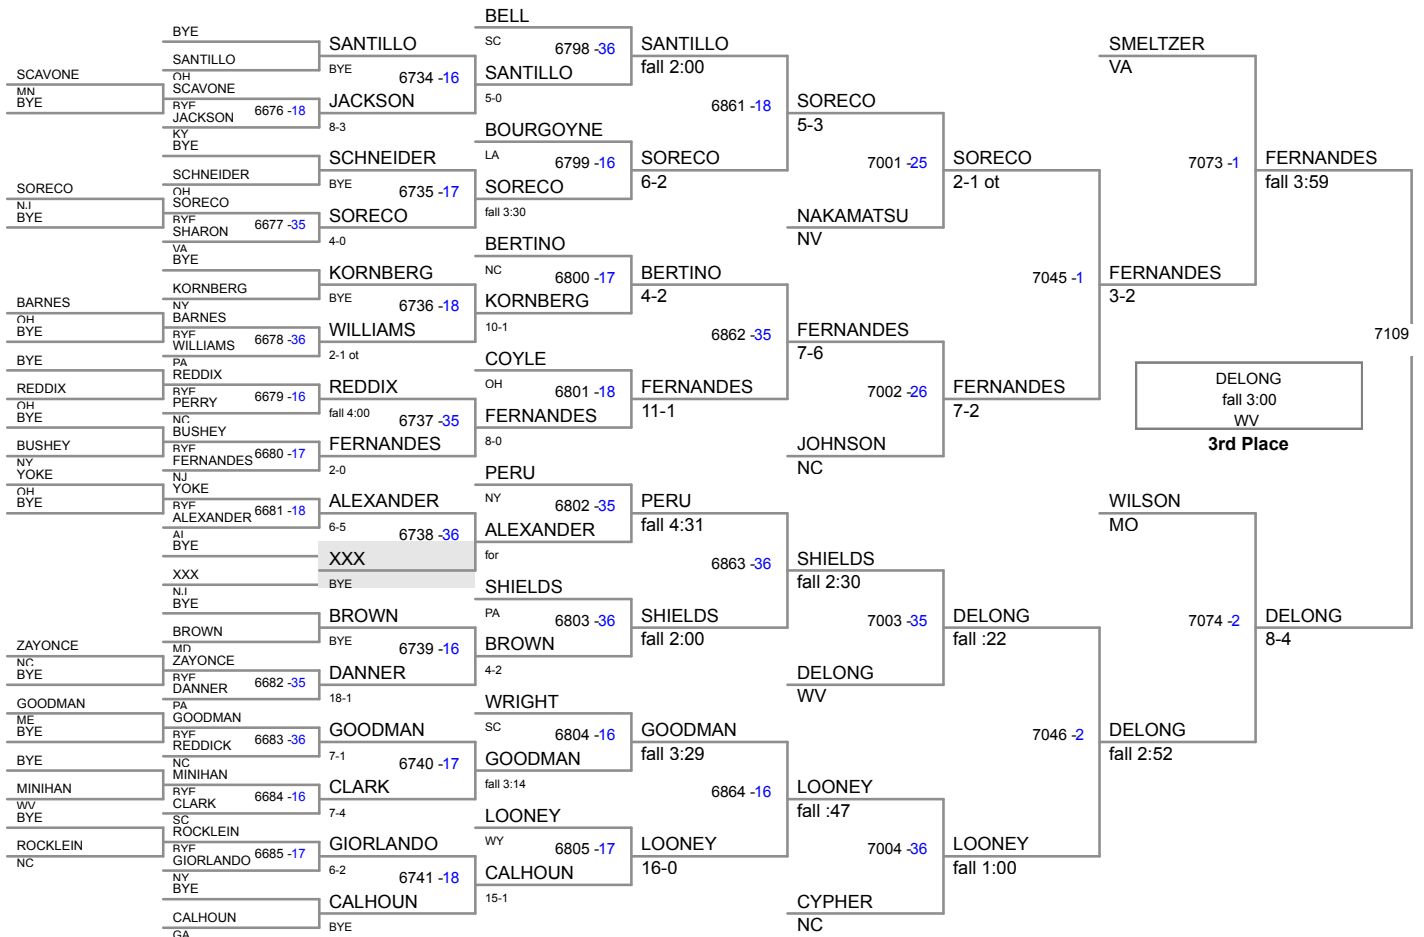 BYE
SANTILLO
OH
SCAVONE
MN
BYE
SCAVONE
BYE
JACKSON
KY
6676 -18
BYE
SCHNEIDER
OH
SORECO
NJ
BYE
SORECO
BYE
SHARON
VA
6677 -35
BYE
KORNBERG
NY
BARNES
OH
BYE
BARNES
BYE
WILLIAMS
PA
6678 -36
BYE
REDDIX
OH
REDDIX
BYE
PERRY
NC
6679 -16
BYE
BUSHEY
NY
BUSHEY
BYE
FERNANDES
NJ
6680 -17
YOKE
OH
BYE
YOKE
BYE
ALEXANDER
AL
6681 -18
BYE
XXX
NJ
BYE
BROWN
MD
ZAYONCE
NC
BYE
ZAYONCE
BYE
DANNER
PA
6682 -35
GOODMAN
ME
BYE
GOODMAN
BYE
REDDICK
NC
6683 -36
BYE
MINIHAN
WV
MINIHAN
BYE
CLARK
SC
6684 -16
BYE
ROCKLEIN
NC
ROCKLEIN
BYE
GIORLANDO
NY
6685 -17
BYE
CALHOUN
GA
SANTILLO
BYE
6734 -16
JACKSON
8-3
SCHNEIDER
BYE
6735 -17
SORECO
4-0
KORNBERG
BYE
6736 -18
WILLIAMS
2-1 ot
REDDIX
fall 4:00
6737 -35
FERNANDES
2-0
ALEXANDER
6-5
6738 -36
XXX
BYE
BROWN
BYE
6739 -16
DANNER
18-1
GOODMAN
7-1
6740 -17
CLARK
7-4
GIORLANDO
6-2
6741 -18
CALHOUN
BYE
BELL
SC
6798 -36
SANTILLO
5-0
BOURGOYNE
LA
6799 -16
SORECO
fall 3:30
BERTINO
NC
6800 -17
KORNBERG
10-1
COYLE
OH
6801 -18
FERNANDES
8-0
PERU
NY
6802 -35
ALEXANDER
for
SHIELDS
PA
6803 -36
BROWN
4-2
WRIGHT
SC
6804 -16
GOODMAN
fall 3:14
LOONEY
WY
6805 -17
CALHOUN
15-1
SANTILLO
fall 2:00
6861 -18
SORECO
6-2
BERTINO
4-2
6862 -35
FERNANDES
11-1
PERU
fall 4:31
6863 -36
SHIELDS
fall 2:00
GOODMAN
fall 3:29
6864 -16
LOONEY
16-0
SORECO
5-3
7001 -25
NAKAMATSU
NV
FERNANDES
7-6
7002 -26
JOHNSON
NC
SHIELDS
fall 2:30
7003 -35
DELONG
WV
LOONEY
fall :47
7004 -36
CYPHER
NC
SORECO
2-1 ot
7045 -1
FERNANDES
7-2
DELONG
fall :22
7046 -2
LOONEY
fall 1:00
SMELTZER
VA
7073 -1
FERNANDES
3-2
WILSON
MO
7074 -2
DELONG
fall 2:52
FERNANDES
fall 3:59
7109
DELONG
8-4
DELONG
fall 3:00
WV
3rd Place